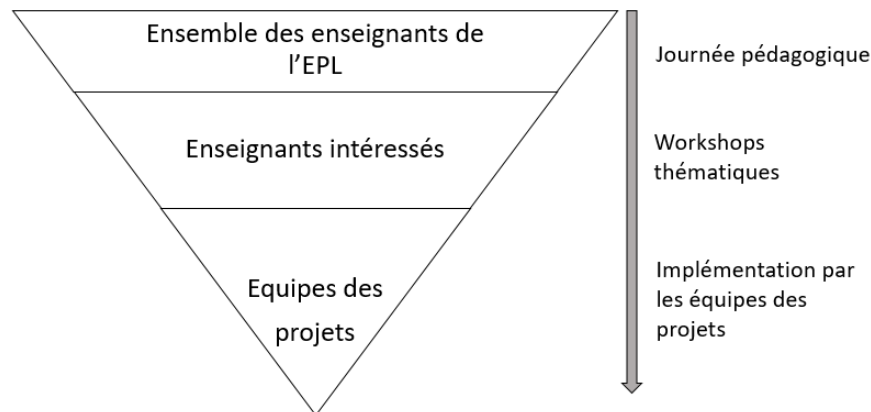 Ensemble des enseignants de
l'EPL
Journée pédagogique
Enseignants intéressés
Workshops
thématiques
Equipes des
projets
Implémentation par
les équipes des
projets